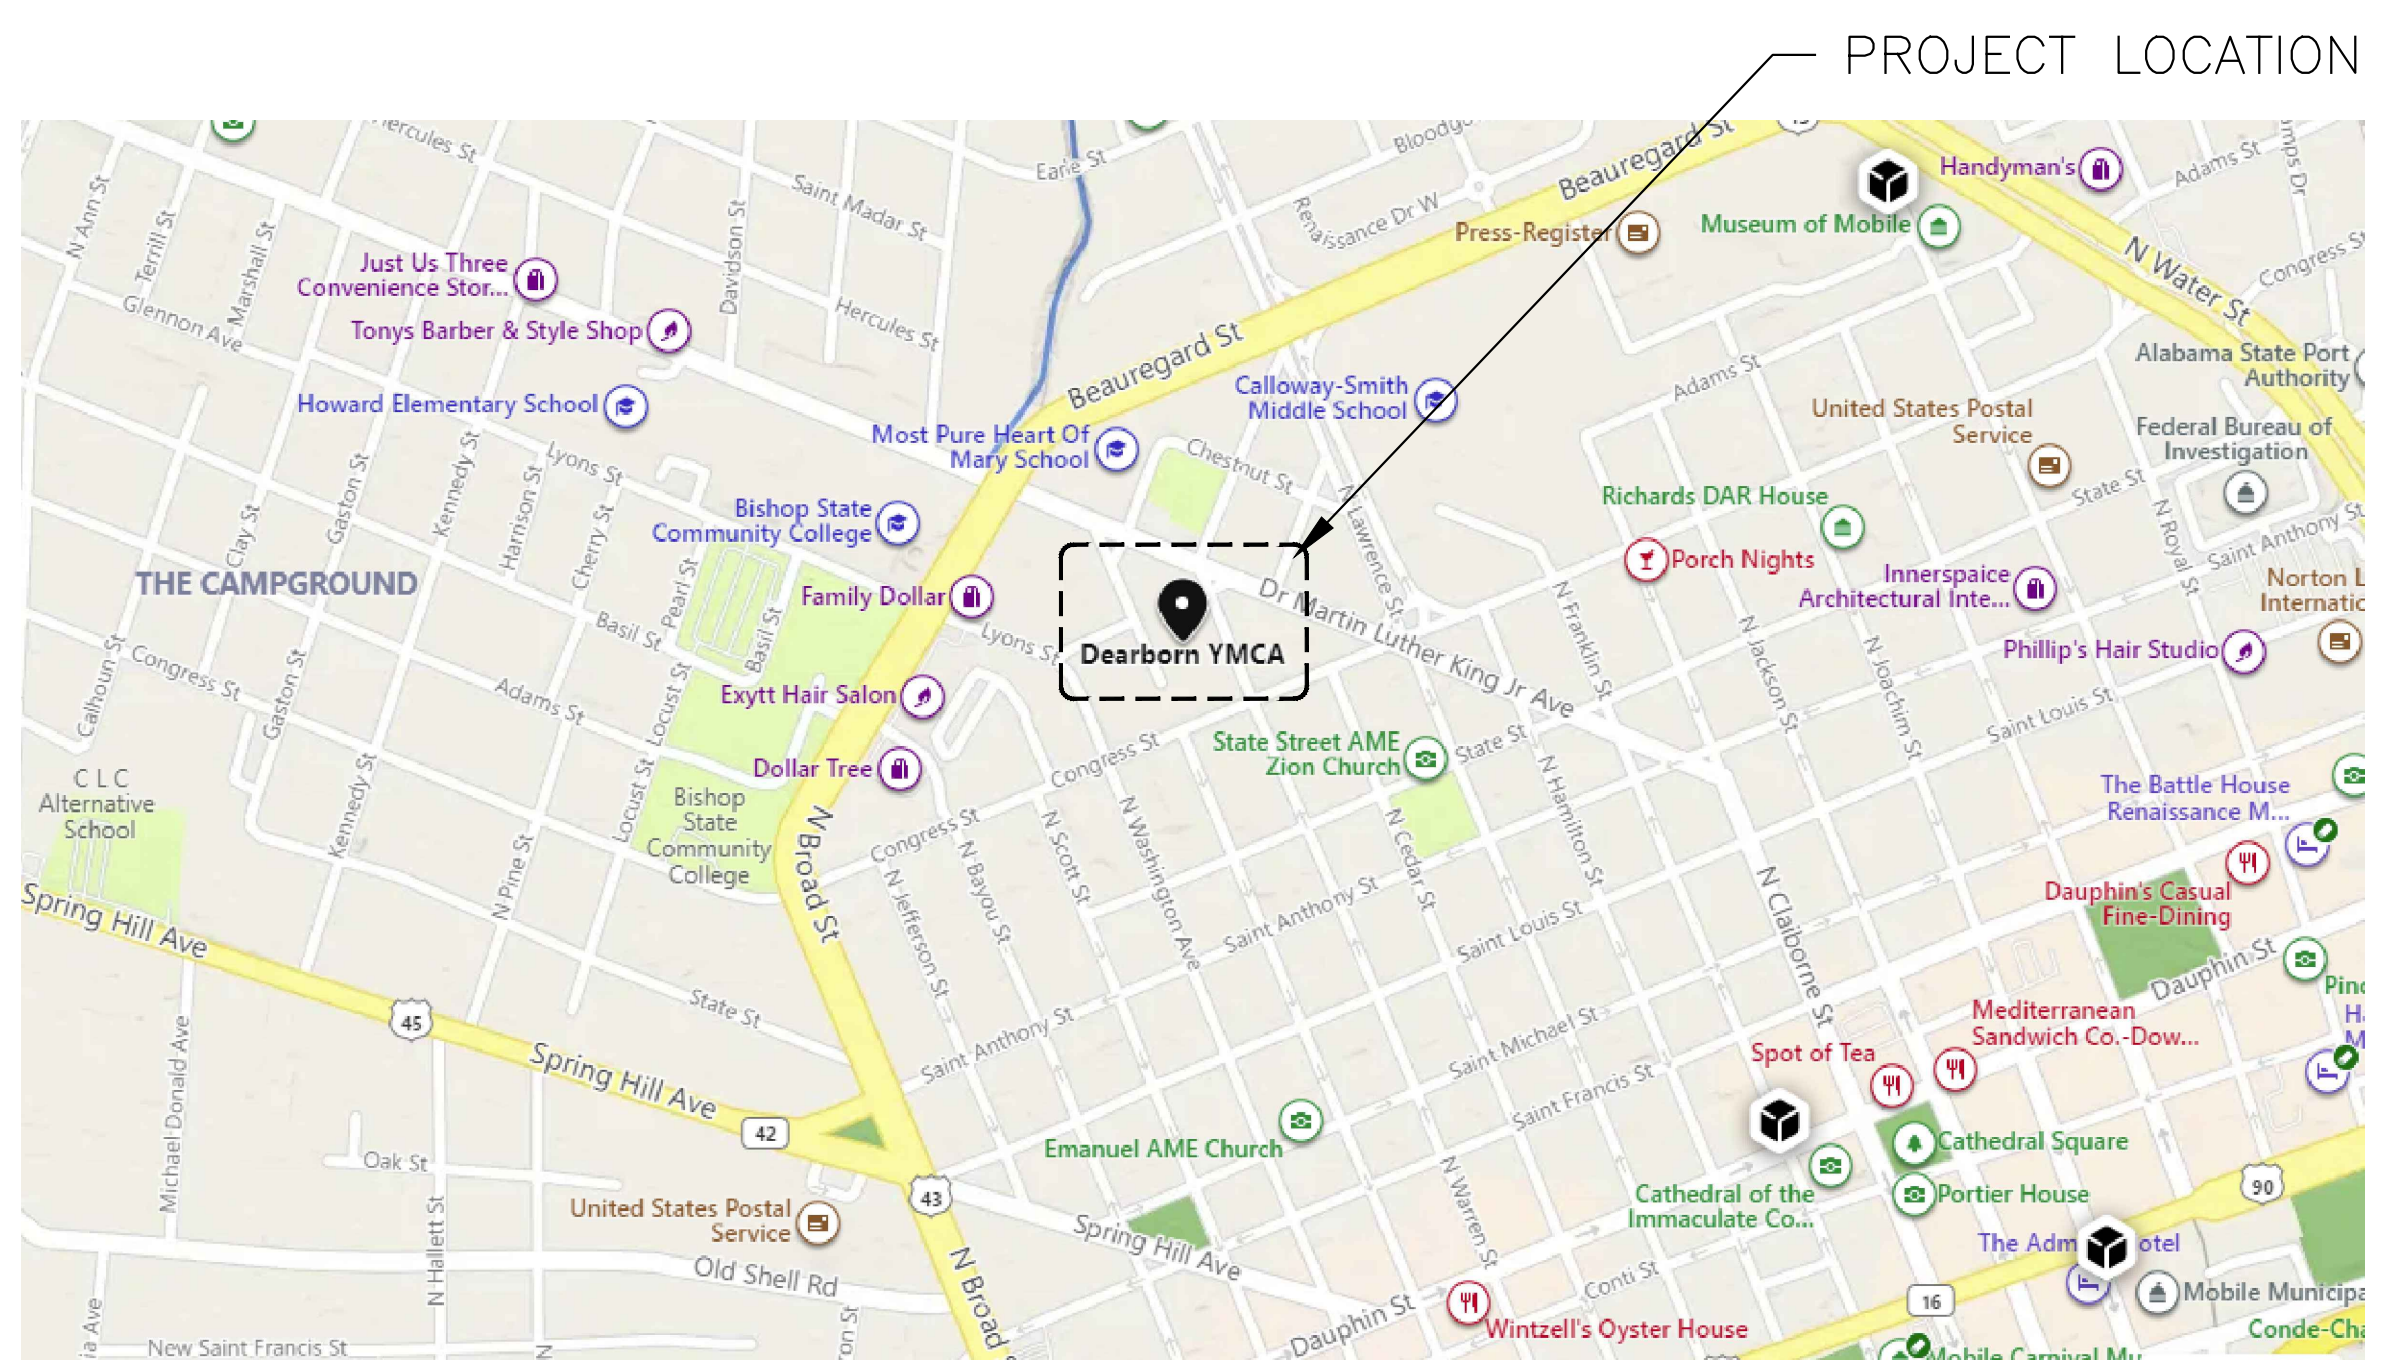 PROJECT LOCATION
Hercules St
Earle St
Bloodgo
Beauregard St
Handyman's
Adams St
N Ann St
Terrill St
Marshall St
Davidson St
Saint Madar St
Renaissance Dr W
Press-Register
Museum of Mobile
N Water St
Congress St
Just Us Three
Convenience Stor...
Glennon Ave
Tonys Barber & Style Shop
Hercules St
Beauregard St
Alabama State Port
Authority
Adams St
Howard Elementary School
Calloway-Smith
Middle School
United States Postal
Service
Federal Bureau of
Investigation
Most Pure Heart Of
Mary School
Chestnut St
Lyons St
Gaston St
Kennedy St
Harrison St
Cherry St
Clay St
Bishop State
Community College
N Lawrence St
Richards DAR House
State St
N Royal St
Saint Anthony St
THE CAMPGROUND
Pearl St
Basil St
Basil St
Family Dollar
Lyons St
Dearborn YMCA
Dr Martin Luther King Jr Ave
N Franklin St
Porch Nights
Innerspaice
Architectural Inte...
Norton L
Internatio
N Jackson St
N Joachim St
Phillip's Hair Studio
Calhoun St
Congress St
Gaston St
Adams St
Locust St
Exytt Hair Salon
Congress St
State Street AME
Zion Church
State St
Saint Louis St
C L C
Alternative
School
Kennedy St
Locust St
Dollar Tree
Bishop
State
Community
College
N Broad St
Congress St
N Bayou St
N Scott St
N Washington Ave
N Cedar St
N Hamilton St
The Battle House
Renaissance M...
Spring Hill Ave
N Pine St
N Jefferson St
Saint Anthony St
Saint Louis St
N Claiborne St
Dauphin's Casual
Fine-Dining
Dauphin St
45
State St
Saint Anthony St
Saint Michael St
Mediterranean
Sandwich Co.-Dow...
Spot of Tea
Michael Donald Ave
Spring Hill Ave
42
Saint Francis St
Oak St
Emanuel AME Church
Cathedral Square
43
90
United States Postal
Service
Cathedral of the
Immaculate Co...
Portier House
N Hallett St
Spring Hill Ave
N Warren St
The Adm
otel
Old Shell Rd
Conti St
16
Mobile Municipa
N Broad
Dauphin St
Wintzell's Oyster House
Conde-Cha
New Saint Francis St
Mobile Carnival Mu